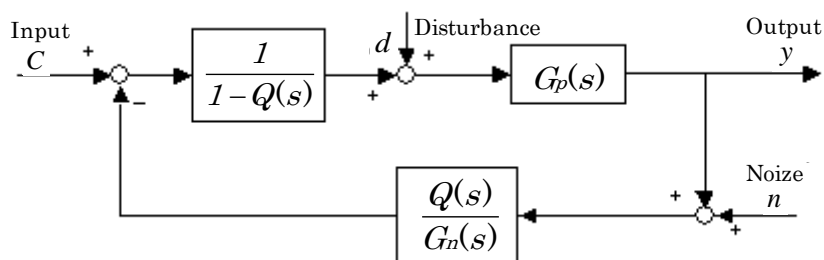 Input
C
+
−
1
1−Q(s)
Disturbance
d
+
+
Gp(s)
Output
y
Q(s)
Gn(s)
+
+
Noize
n